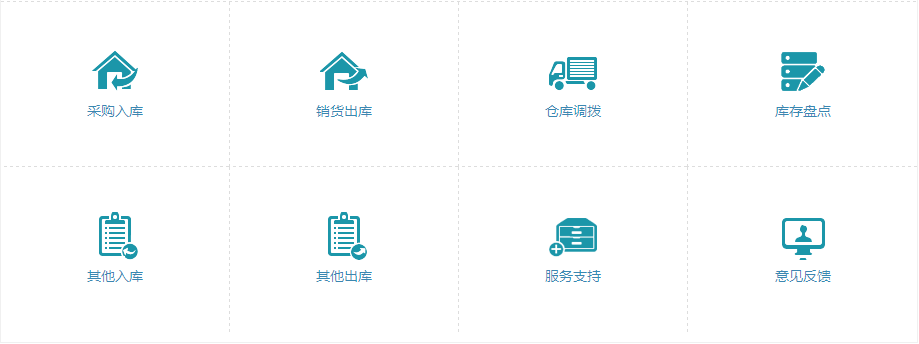 采购入库
销货出库
仓库调拨
库存盘点
其他入库
其他出库
服务支持
意见反馈